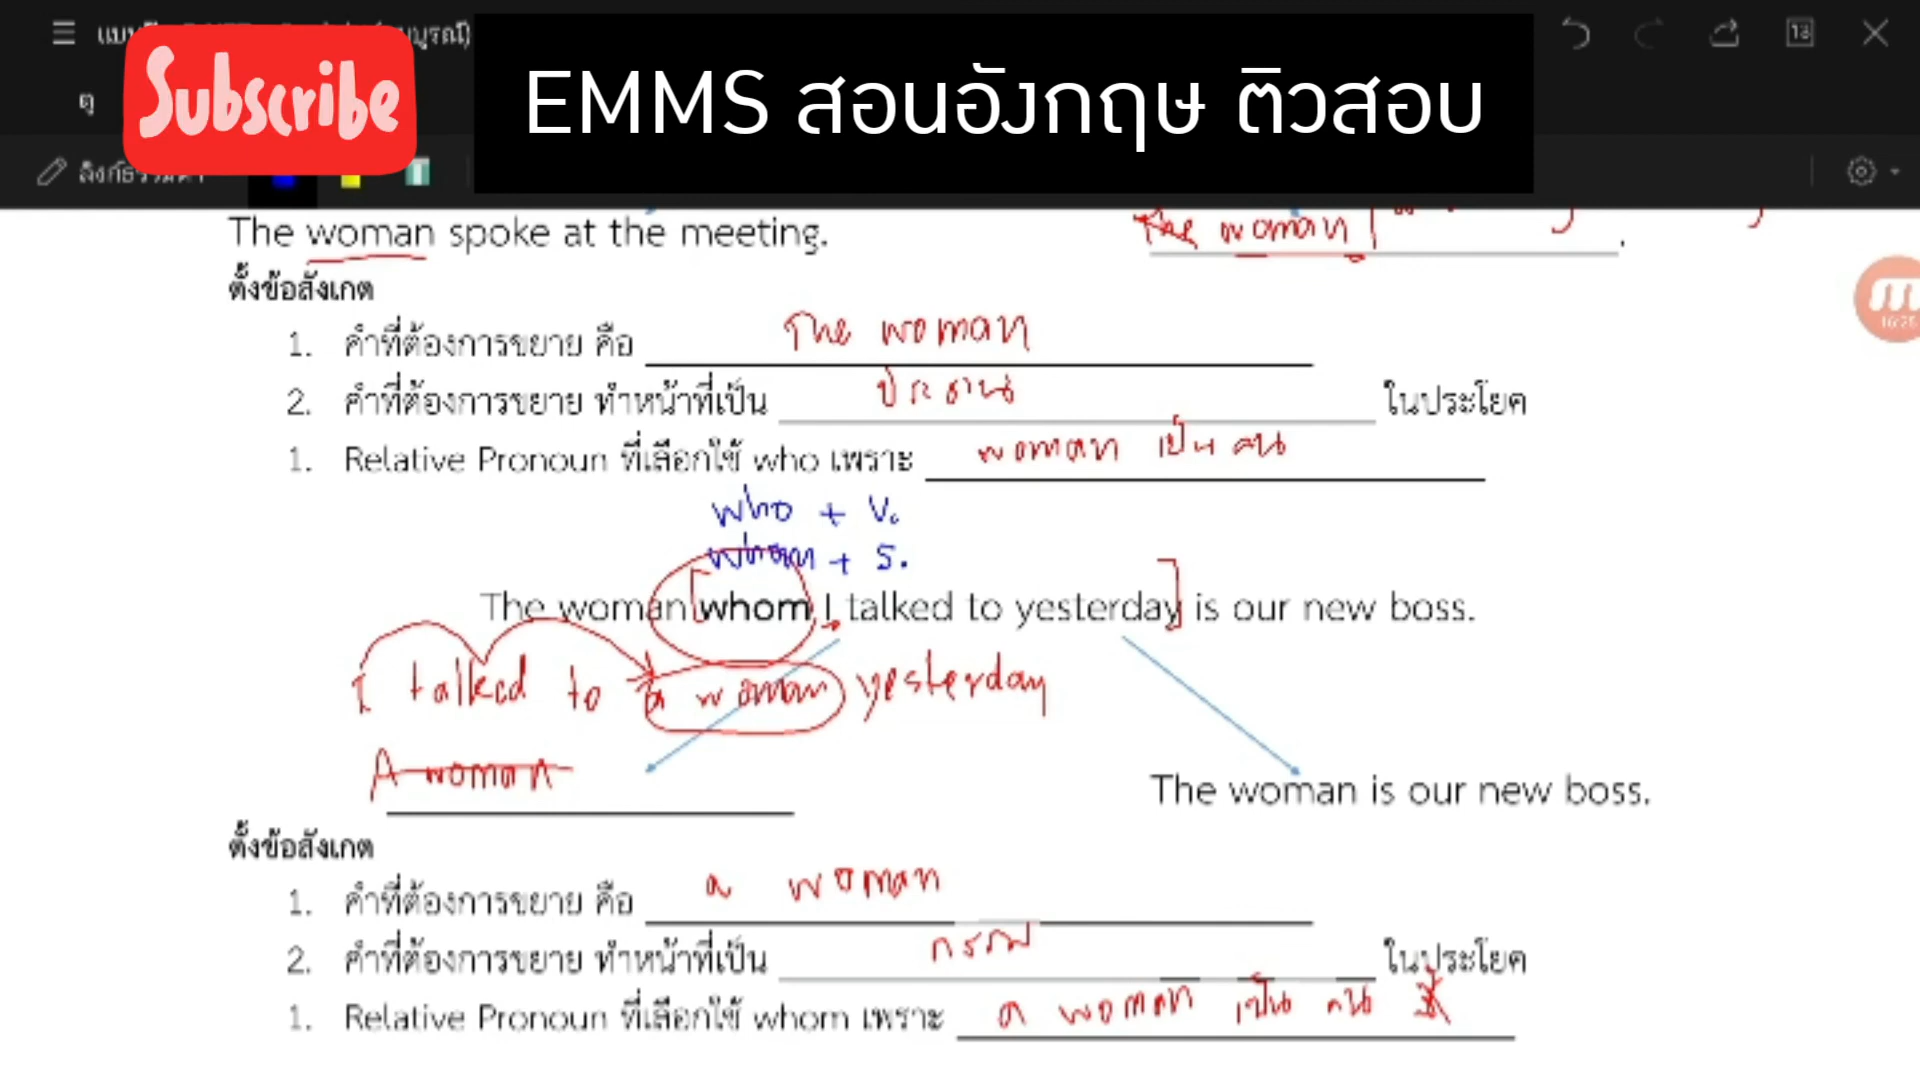 Subscribe
EMMS สอนอังกฤษ ติวสอบ
The woman spoke at the meeting.
the woman
ตั้งข้อสังเกต
1. คำที่ต้องการขยาย คือ The woman
2. คำที่ต้องการขยาย ทำหน้าที่เป็น ประธาน ในประโยค
1. Relative Pronoun ที่เลือกใช้ who เพราะ woman เป็นคน
who + V.
whom + S.
The woman [whom I talked to yesterday] is our new boss.
I talked to a woman yesterday
A woman
The woman is our new boss.
ตั้งข้อสังเกต
1. คำที่ต้องการขยาย คือ a woman
2. คำที่ต้องการขยาย ทำหน้าที่เป็น กรรม ในประโยค
1. Relative Pronoun ที่เลือกใช้ whom เพราะ a woman เป็น คน
16:25